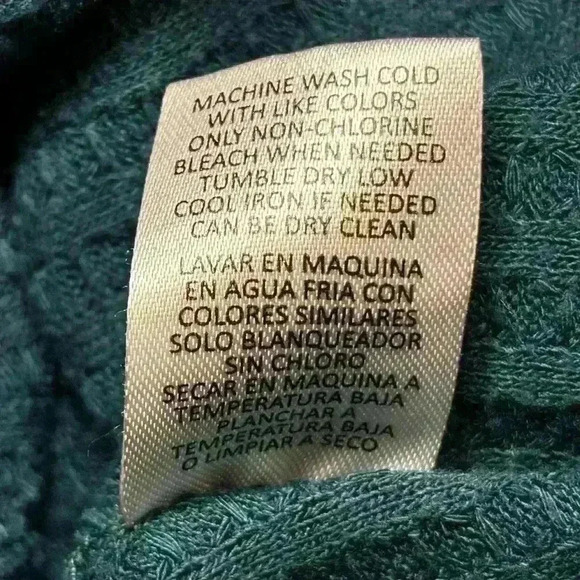 MACHINE WASH COLD
WITH LIKE COLORS
ONLY NON-CHLORINE
BLEACH WHEN NEEDED
TUMBLE DRY LOW
COOL IRON IF NEEDED
CAN BE DRY CLEAN
LAVAR EN MAQUINA
EN AGUA FRIA CON
COLORES SIMILARES
SOLO BLANQUEADOR
SIN CHLORO
SECAR EN MAQUINA A
TEMPERATURA BAJA
PLANCHAR A
TEMPERATURA BAJA
O LIMPIAR A SECO